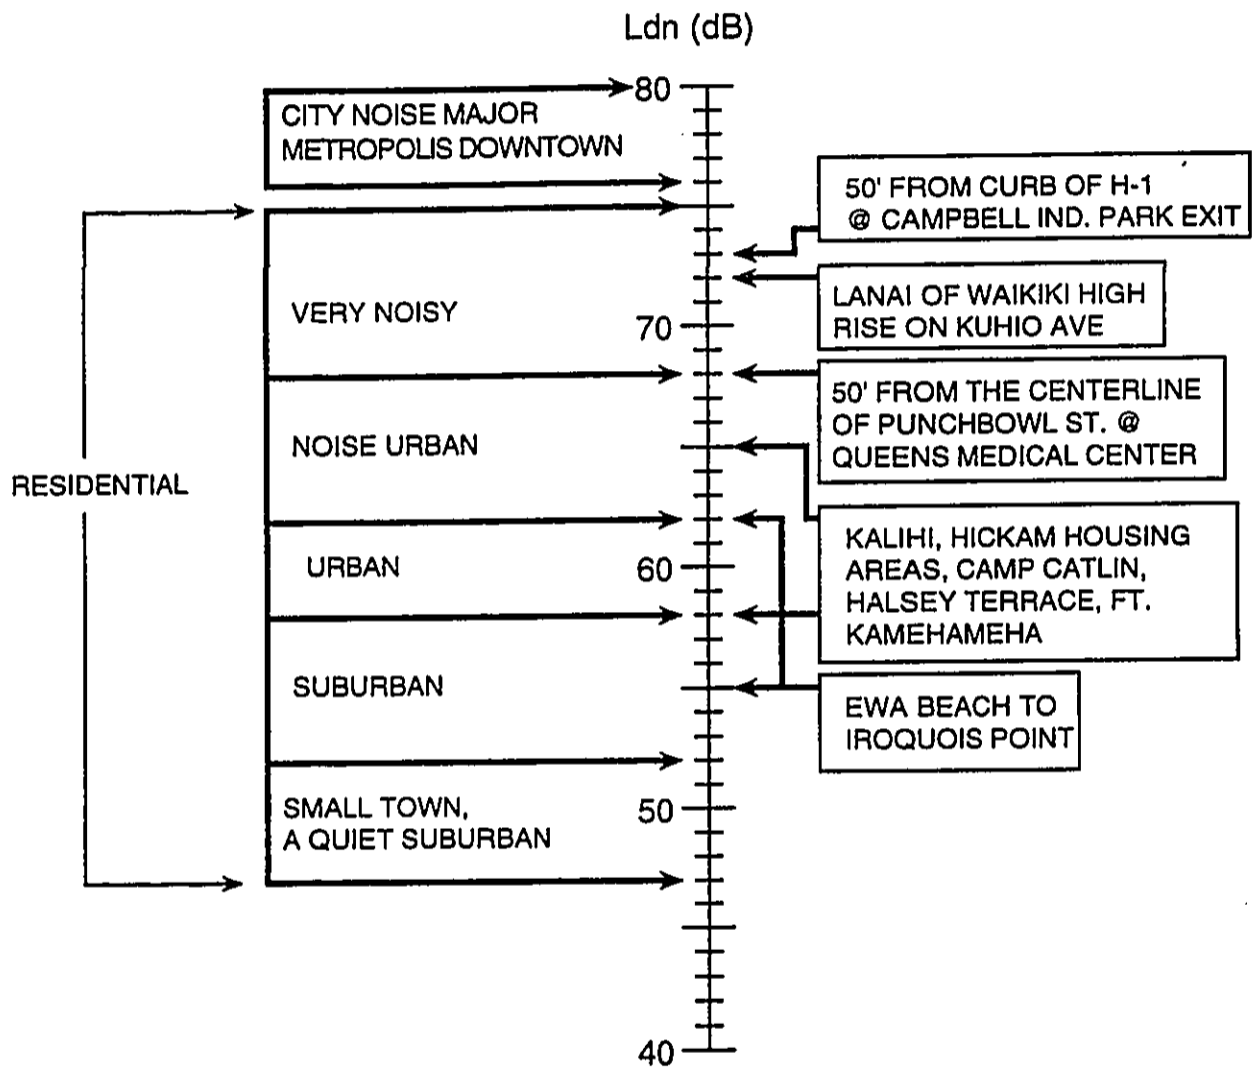 Ldn (dB)
80
CITY NOISE MAJOR
METROPOLIS DOWNTOWN
50' FROM CURB OF H-1
@ CAMPBELL IND. PARK EXIT
VERY NOISY
70
LANAI OF WAIKIKI HIGH
RISE ON KUHIO AVE
50' FROM THE CENTERLINE
OF PUNCHBOWL ST. @
QUEENS MEDICAL CENTER
NOISE URBAN
RESIDENTIAL
URBAN
60
KALIHI, HICKAM HOUSING
AREAS, CAMP CATLIN,
HALSEY TERRACE, FT.
KAMEHAMEHA
SUBURBAN
EWA BEACH TO
IROQUOIS POINT
SMALL TOWN,
A QUIET SUBURBAN
50
40